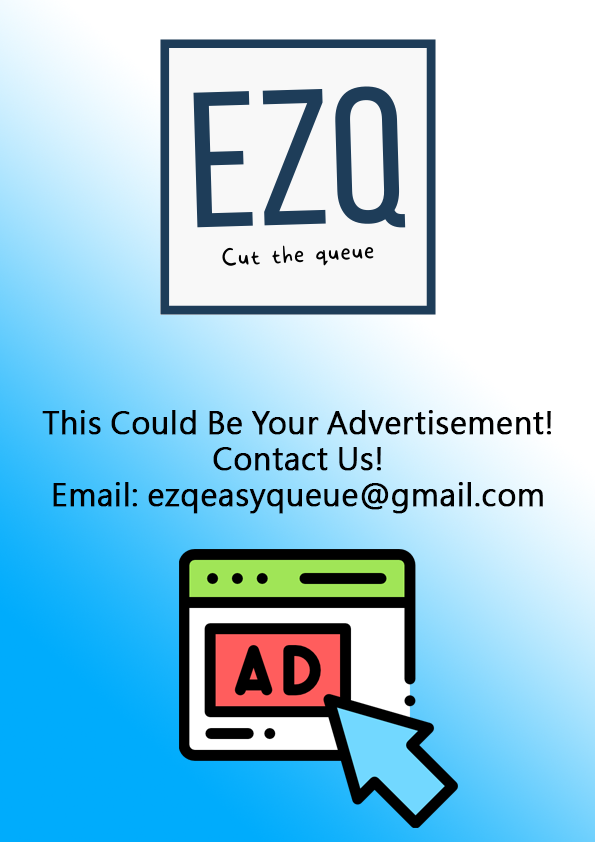 EZQ
Cut the queue
This Could Be Your Advertisement!
Contact Us!
Email: ezqeasyqueue@gmail.com
AD